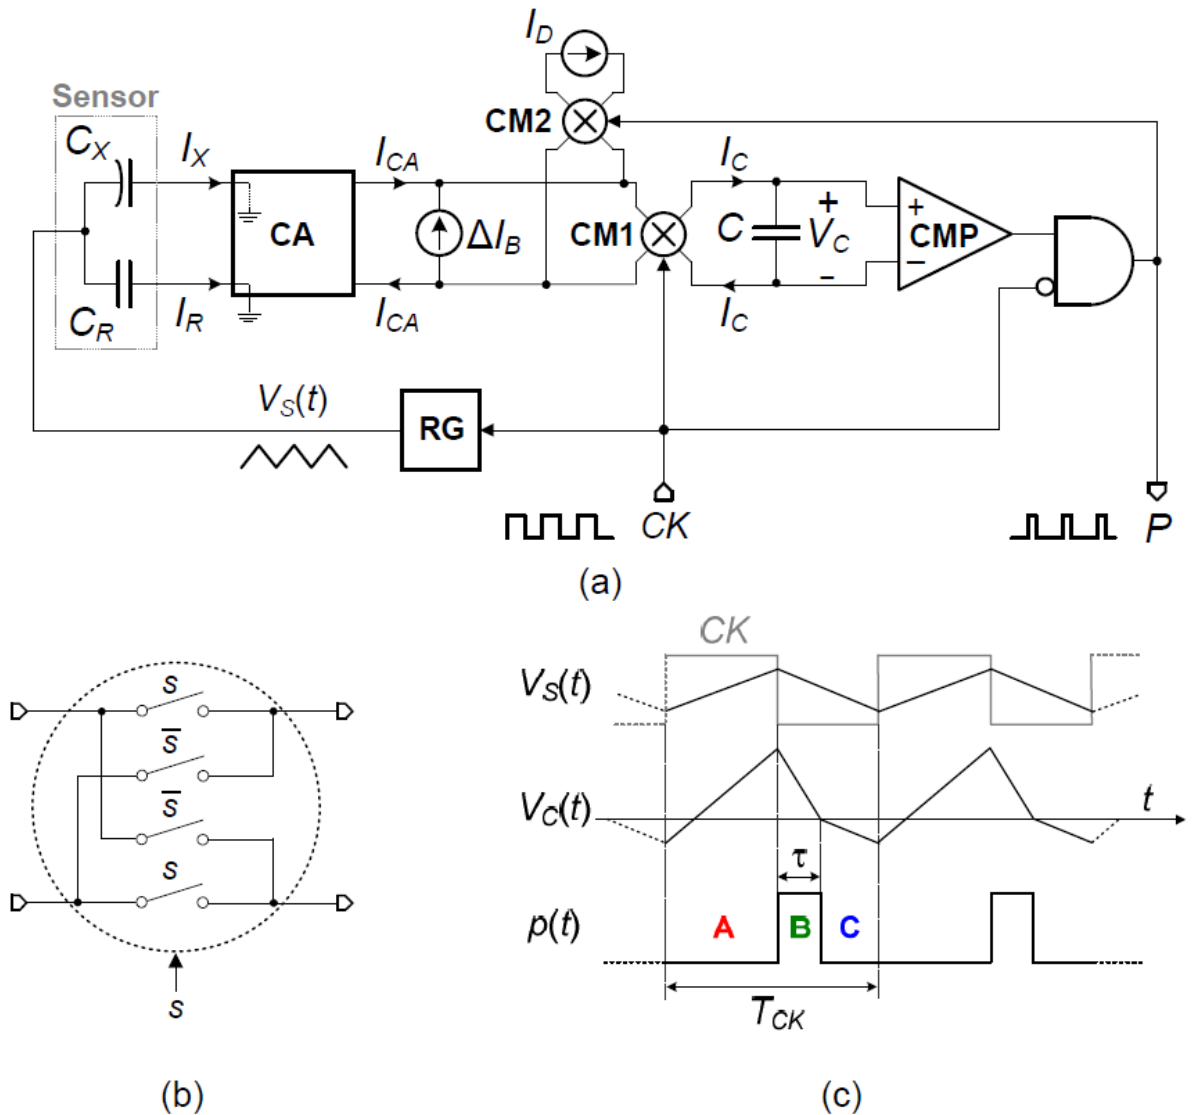 I_D
Sensor
CM2
C_X
I_X
I_CA
I_C
CA
ΔI_B
CM1
C
+
V_C
−
+
CMP
−
C_R
I_R
I_CA
I_C
V_S(t)
RG
CK
P
(a)
s
s̅
s̅
s
s
(b)
CK
V_S(t)
V_C(t)
t
τ
p(t)
A
B
C
T_CK
(c)